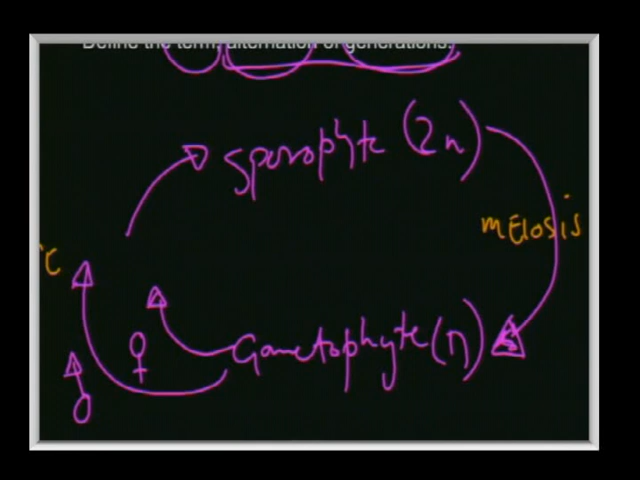 Define the term, alternation of generations.
Sporophyte (2n)
MEIOSIS
Gametophyte (n)